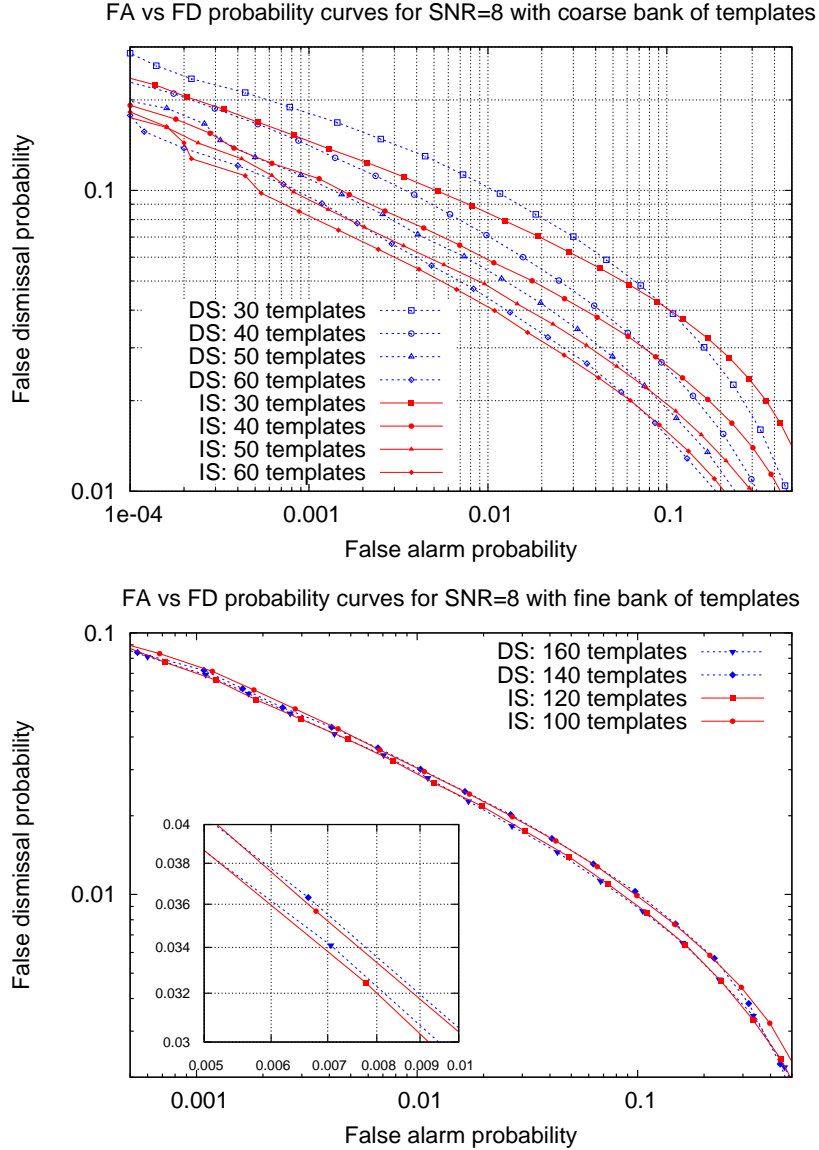 FA vs FD probability curves for SNR=8 with coarse bank of templates
False dismissal probability
0.1
0.01
DS: 30 templates
DS: 40 templates
DS: 50 templates
DS: 60 templates
IS: 30 templates
IS: 40 templates
IS: 50 templates
IS: 60 templates
1e-04 0.001 0.01 0.1
False alarm probability
FA vs FD probability curves for SNR=8 with fine bank of templates
False dismissal probability
0.1
0.01
DS: 160 templates
DS: 140 templates
IS: 120 templates
IS: 100 templates
0.04
0.038
0.036
0.034
0.032
0.03
0.005 0.006 0.007 0.008 0.009 0.01
0.001 0.01 0.1
False alarm probability